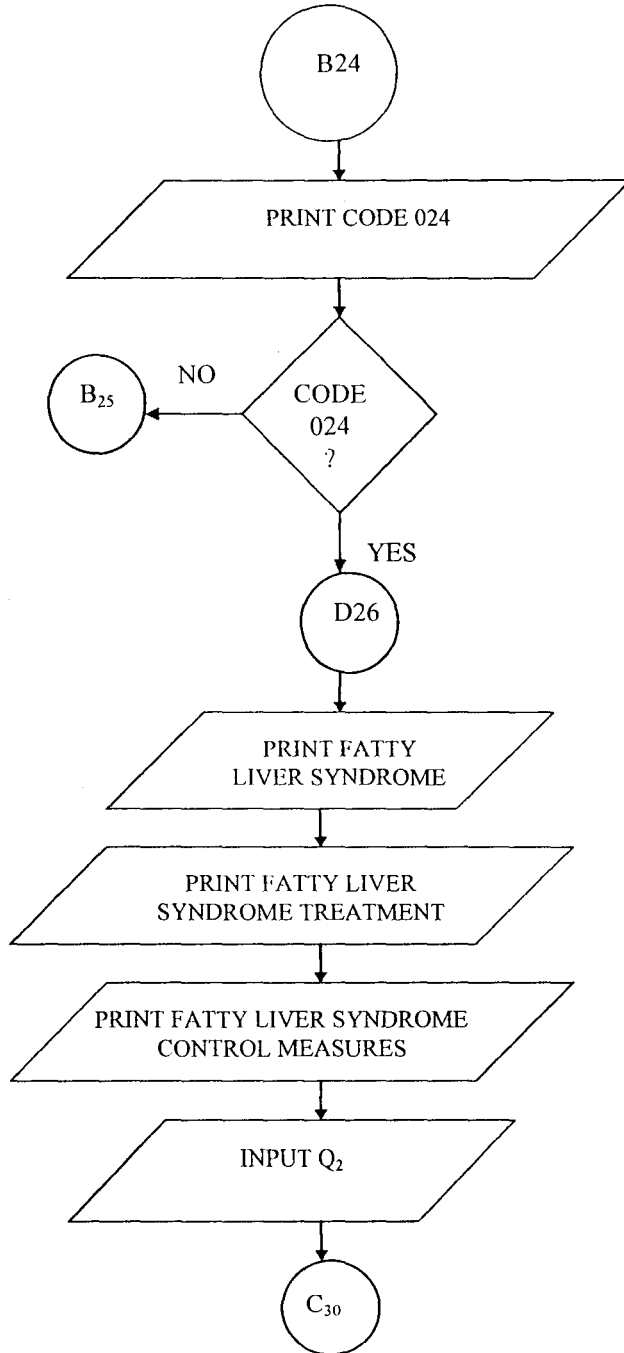 B24
PRINT CODE 024
NO
B₂₅
CODE
024
?
YES
D26
PRINT FATTY
LIVER SYNDROME
PRINT FATTY LIVER
SYNDROME TREATMENT
PRINT FATTY LIVER SYNDROME
CONTROL MEASURES
INPUT Q₂
C₃₀